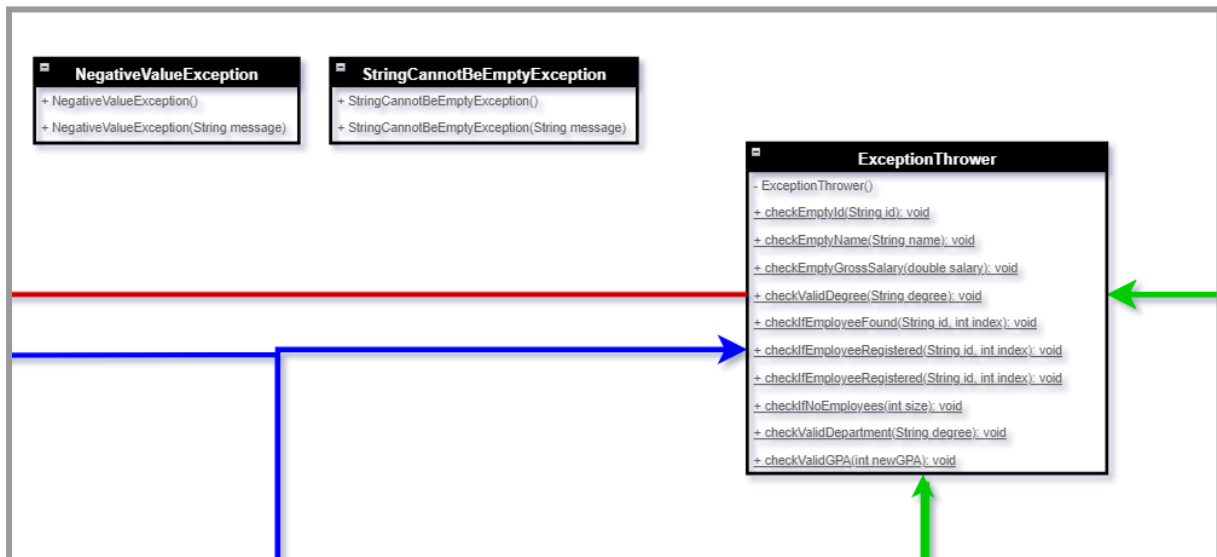 NegativeValueException
+ NegativeValueException()
+ NegativeValueException(String message)
StringCannotBeEmptyException
+ StringCannotBeEmptyException()
+ StringCannotBeEmptyException(String message)
ExceptionThrower
- ExceptionThrower()
+ checkEmptyId(String id): void
+ checkEmptyName(String name): void
+ checkEmptyGrossSalary(double salary): void
+ checkValidDegree(String degree): void
+ checkIfEmployeeFound(String id, int index): void
+ checkIfEmployeeRegistered(String id, int index): void
+ checkIfEmployeeRegistered(String id, int index): void
+ checkIfNoEmployees(int size): void
+ checkValidDepartment(String degree): void
+ checkValidGPA(int newGPA): void